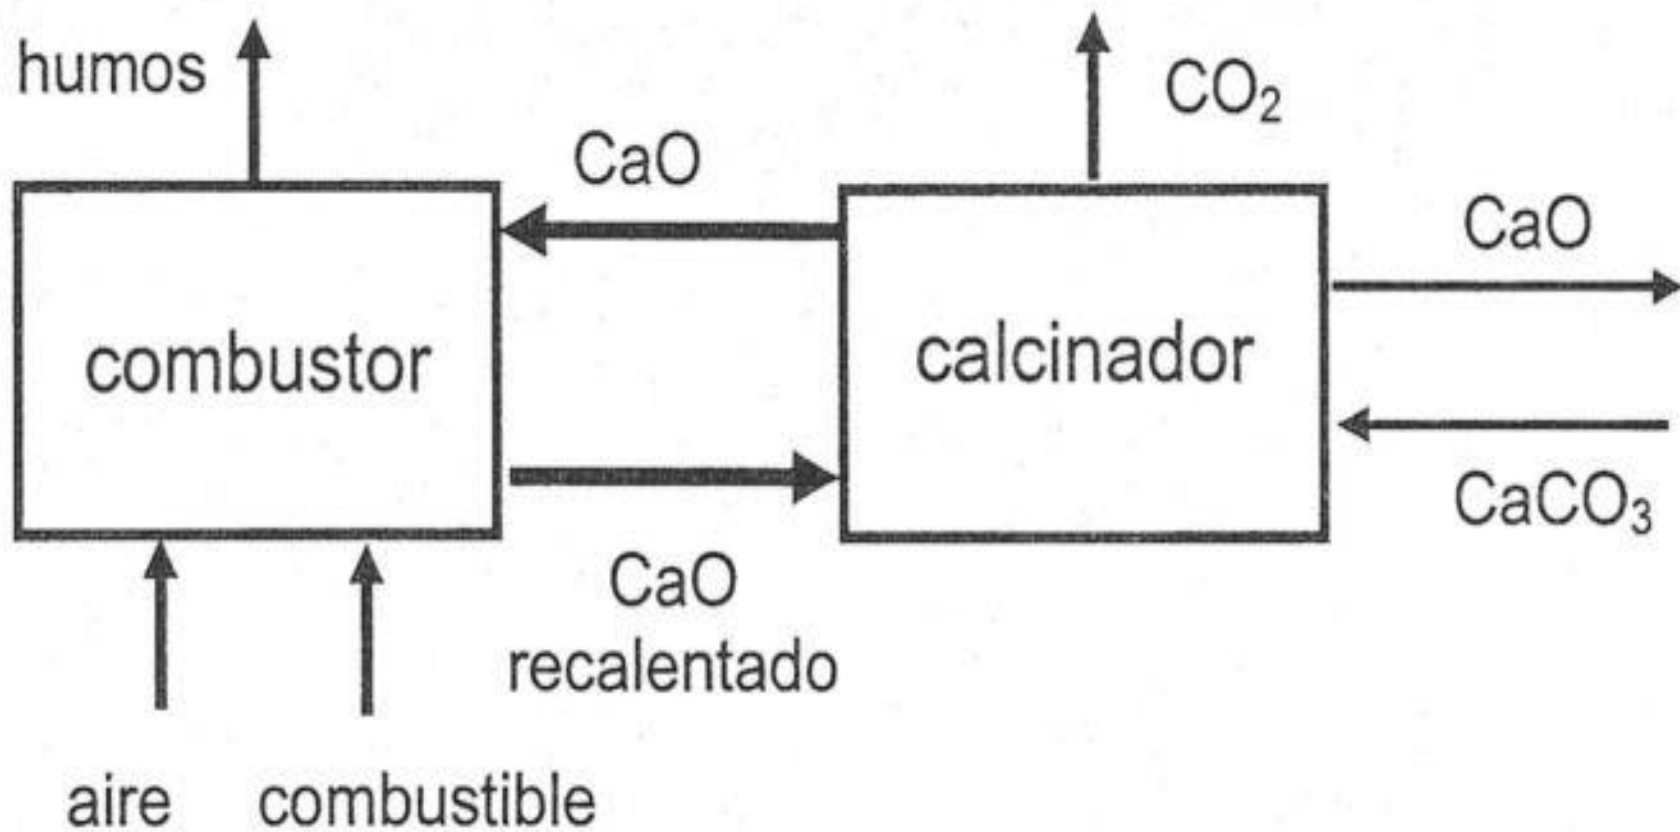 humos
CO₂
CaO
CaO
combustor
calcinador
CaO
recalentado
CaCO₃
aire
combustible